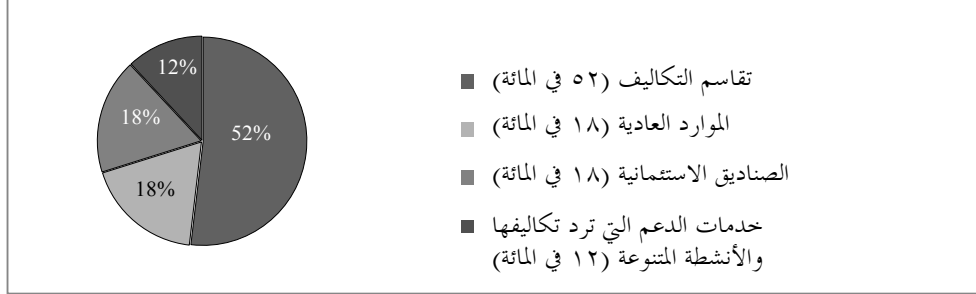 12%
18%
52%
18%
تقاسم التكاليف (٥٢ في المائة)
الموارد العادية (١٨ في المائة)
الصناديق الاستئمانية (١٨ في المائة)
خدمات الدعم التي ترد تكاليفها
والأنشطة المتنوعة (١٢ في المائة)